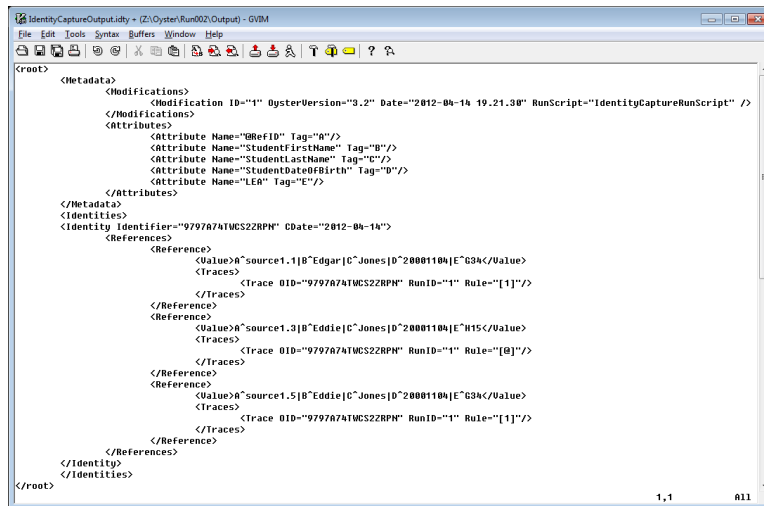 IdentityCaptureOutput.idty + (Z:\Oyster\Run002\Output) - GVIM
File Edit Tools Syntax Buffers Window Help
<root>
<Metadata>
<Modifications>
<Modification ID="1" OysterVersion="3.2" Date="2012-04-14 19.21.30" RunScript="IdentityCaptureRunScript" />
</Modifications>
<Attributes>
<Attribute Name="@RefID" Tag="A"/>
<Attribute Name="StudentFirstName" Tag="B"/>
<Attribute Name="StudentLastName" Tag="C"/>
<Attribute Name="StudentDateOfBirth" Tag="D"/>
<Attribute Name="LEA" Tag="E"/>
</Attributes>
</Metadata>
<Identities>
<Identity Identifier="9797A74TWCS2ZRPN" CDate="2012-04-14">
<References>
<Reference>
<Value>A^source1.1|B^Edgar|C^Jones|D^20001104|E^G34</Value>
<Traces>
<Trace OID="9797A74TWCS2ZRPN" RunID="1" Rule="[1]"/>
</Traces>
</Reference>
<Reference>
<Value>A^source1.3|B^Eddie|C^Jones|D^20001104|E^H15</Value>
<Traces>
<Trace OID="9797A74TWCS2ZRPN" RunID="1" Rule="[@]"/>
</Traces>
</Reference>
<Reference>
<Value>A^source1.5|B^Eddie|C^Jones|D^20001104|E^G34</Value>
<Traces>
<Trace OID="9797A74TWCS2ZRPN" RunID="1" Rule="[1]"/>
</Traces>
</Reference>
</References>
</Identity>
</Identities>
</root>
1,1 All